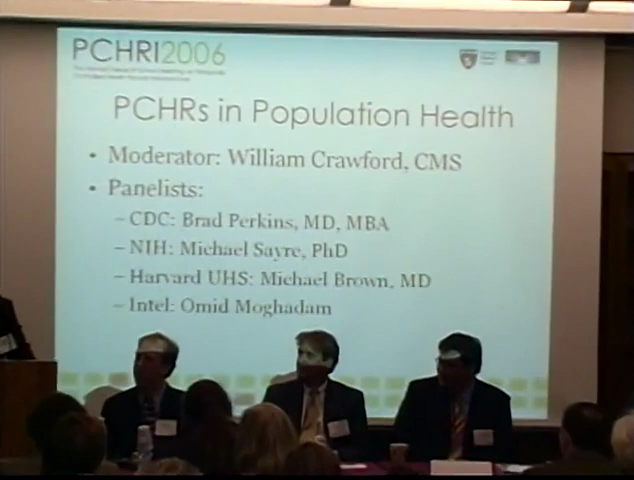 PCHRI2006
PCHRs in Population Health
• Moderator: William Crawford, CMS
• Panelists:
– CDC: Brad Perkins, MD, MBA
– NIH: Michael Sayre, PhD
– Harvard UHS: Michael Brown, MD
– Intel: Omid Moghadam